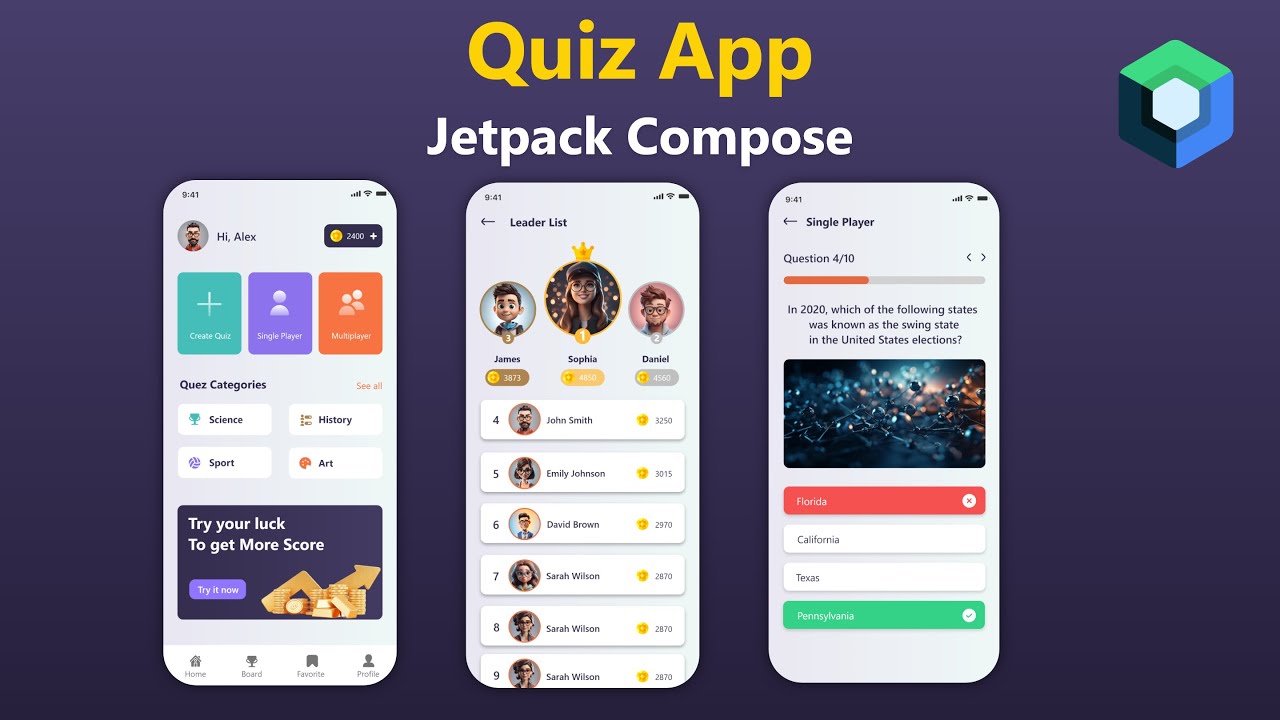 Quiz App
Jetpack Compose
9:41
Hi, Alex
2400 +
Create Quiz
Single Player
Multiplayer
Quez Categories
See all
Science
History
Sport
Art
Try your luck
To get More Score
Try it now
Home
Board
Favorite
Profile
9:41
Leader List
3
1
2
James
Sophia
Daniel
3873
4850
4560
4 John Smith 3250
5 Emily Johnson 3015
6 David Brown 2970
7 Sarah Wilson 2870
8 Sarah Wilson 2870
9 Sarah Wilson 2870
9:41
Single Player
Question 4/10
In 2020, which of the following states
was known as the swing state
in the United States elections?
Florida
California
Texas
Pennsylvania